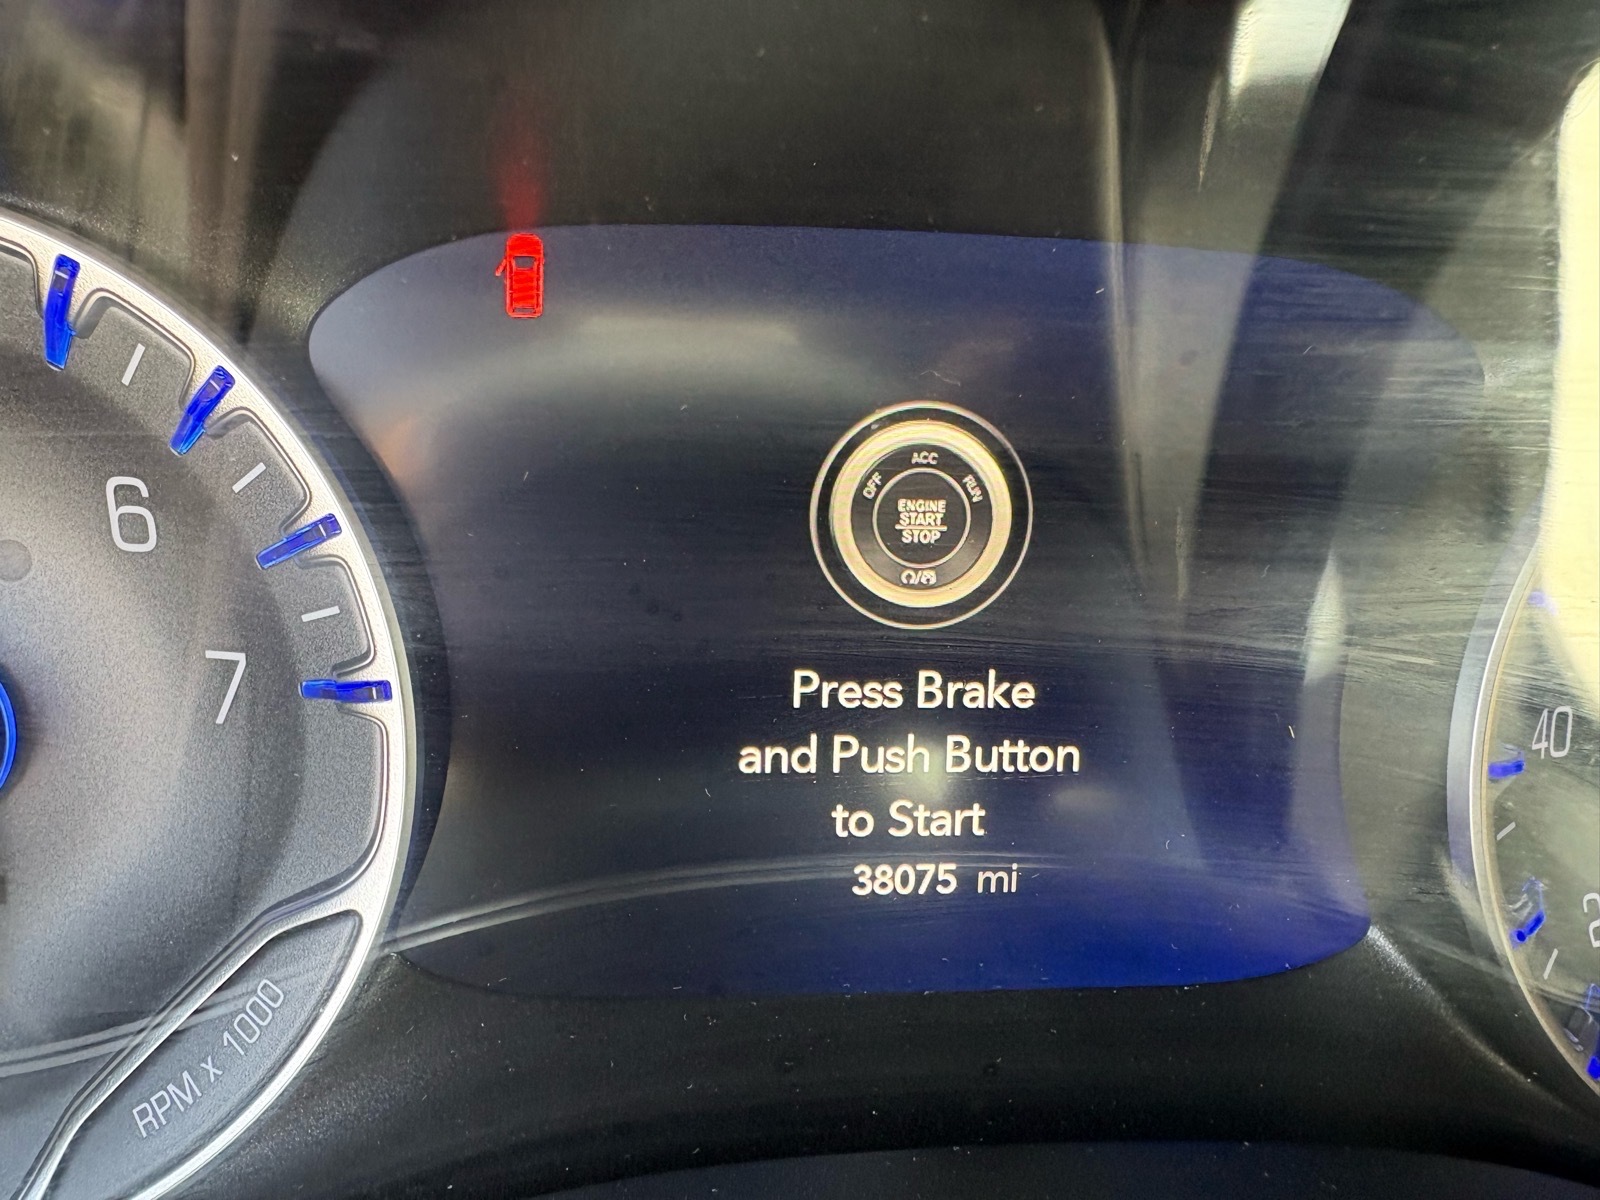 6
7
RPM x 1000
OFF
ACC
RUN
ENGINE
START
STOP
Press Brake
and Push Button
to Start
38075 mi
40
2